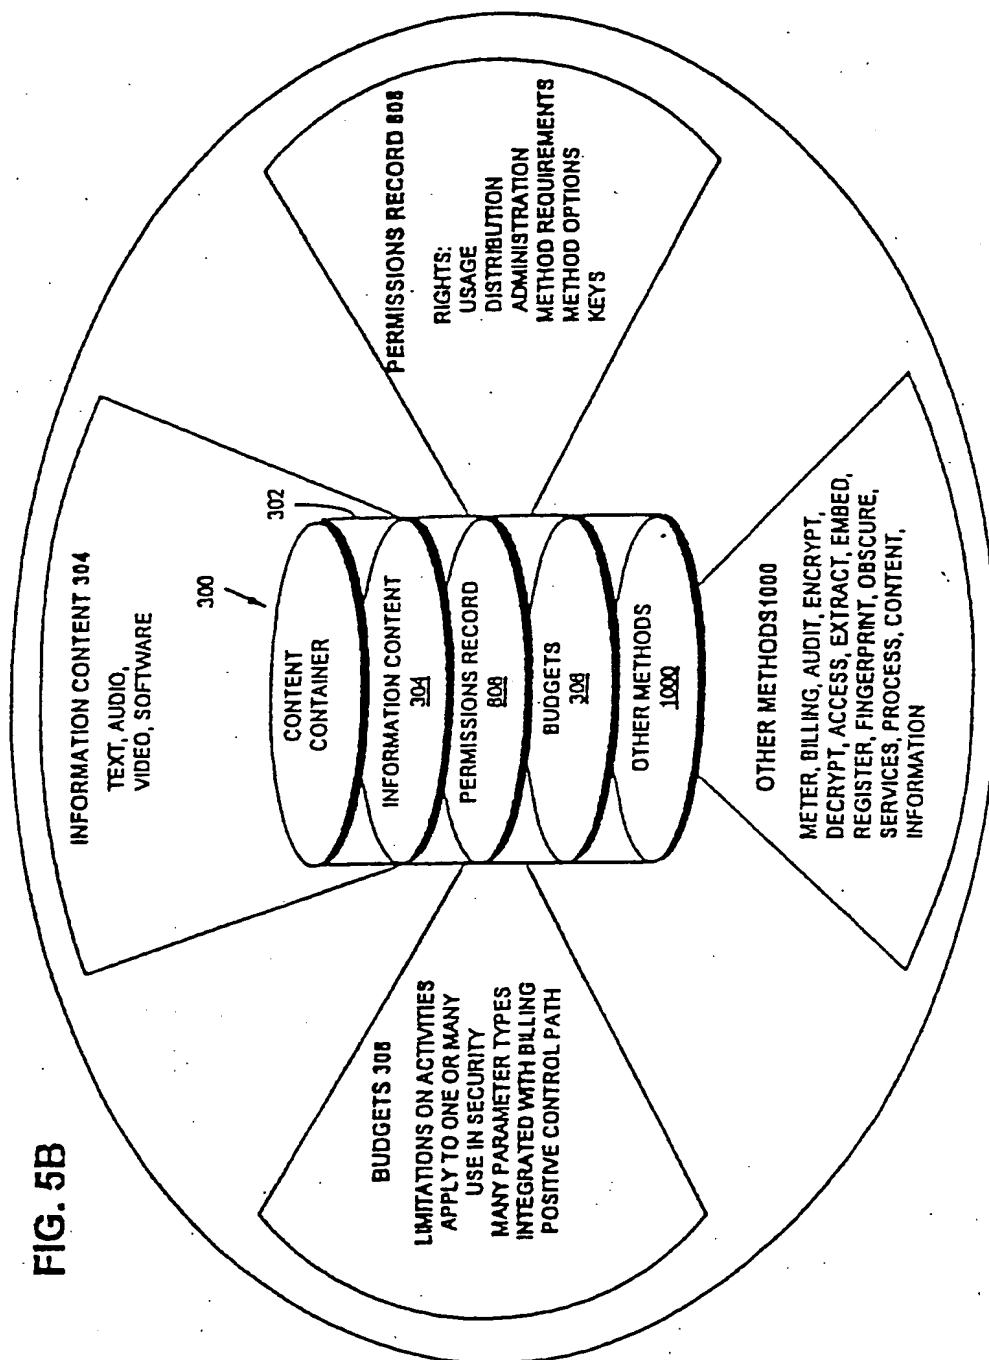 FIG. 5B
INFORMATION CONTENT 304
TEXT, AUDIO,
VIDEO, SOFTWARE
BUDGETS 308
LIMITATIONS ON ACTIVITIES
APPLY TO ONE OR MANY
USE IN SECURITY
MANY PARAMETER TYPES
INTEGRATED WITH BILLING
POSITIVE CONTROL PATH
300
302
CONTENT
CONTAINER
INFORMATION CONTENT
304
PERMISSIONS RECORD
808
BUDGETS
308
OTHER METHODS
1000
PERMISSIONS RECORD 808
RIGHTS:
USAGE
DISTRIBUTION
ADMINISTRATION
METHOD REQUIREMENTS
METHOD OPTIONS
KEYS
OTHER METHODS1000
METER, BILLING, AUDIT, ENCRYPT,
DECRYPT, ACCESS, EXTRACT, EMBED,
REGISTER, FINGERPRINT, OBSCURE,
SERVICES, PROCESS, CONTENT,
INFORMATION